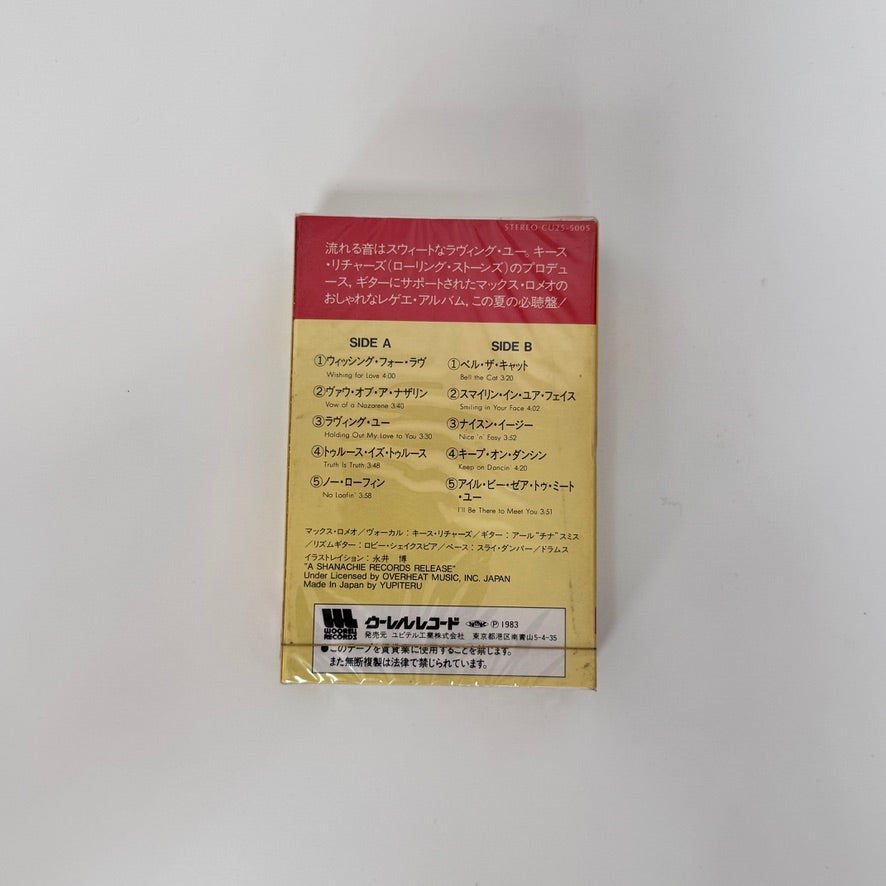 STEREO CU25-5005
流れる音はスウィートなラヴィング・ユー。キース
・リチャーズ(ローリング・ストーンズ)のプロデュ
ース，ギターにサポートされたマックス・ロメオの
おしゃれなレゲエ・アルバム，この夏の必聴盤！
SIDE A
①ウィッシング・フォー・ラヴ
Wishing for Love 4:00
②ヴァウ・オブ・ア・ナザリン
Vow of a Nazarene 3:40
③ラヴィング・ユー
Holding Out My Love to You 3:30
④トゥルース・イズ・トゥルース
Truth Is Truth 3:48
⑤ノー・ローフィン
No Loafin' 3:58
SIDE B
①ベル・ザ・キャット
Bell the Cat 3:20
②スマイリン・イン・ユア・フェイス
Smiling in Your Face 4:02
③ナイスン・イージー
Nice 'n' Easy 3:52
④キープ・オン・ダンシン
Keep on Dancin' 4:20
⑤アイル・ビー・ゼア・トゥ・ミート
・ユー
I'll Be There to Meet You 3:51
マックス・ロメオ／ヴォーカル：キース・リチャーズ／ギター：アール"チナ"スミス
／リズムギター：ロビー・シェイクスピア／ベース：スライ・ダンバー／ドラムス
イラストレイション：永井 博
"A SHANACHIE RECORDS RELEASE"
Under Licensed by OVERHEAT MUSIC, INC. JAPAN
Made In Japan by YUPITERU
WOORELL
RECORDS
ウーレルレコード Ⓟ 1983
発売元 ユピテル工業株式会社 東京都港区南青山5-4-35
●このテープを賃貸業に使用することを禁じます。
また無断複製は法律で禁じられています。